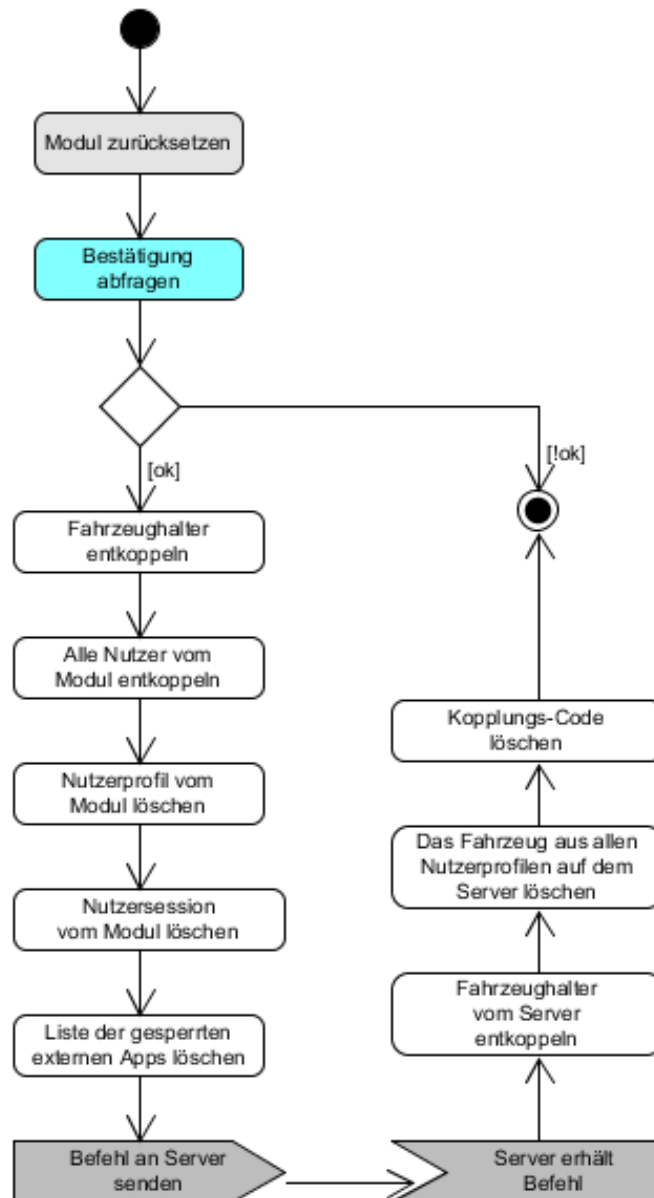 Modul zurücksetzen
Bestätigung
abfragen
[ok]
[!ok]
Fahrzeughalter
entkoppeln
Alle Nutzer vom
Modul entkoppeln
Nutzerprofil vom
Modul löschen
Nutzersession
vom Modul löschen
Liste der gesperrten
externen Apps löschen
Befehl an Server
senden
Server erhält
Befehl
Fahrzeughalter
vom Server
entkoppeln
Das Fahrzeug aus allen
Nutzerprofilen auf dem
Server löschen
Kopplungs-Code
löschen